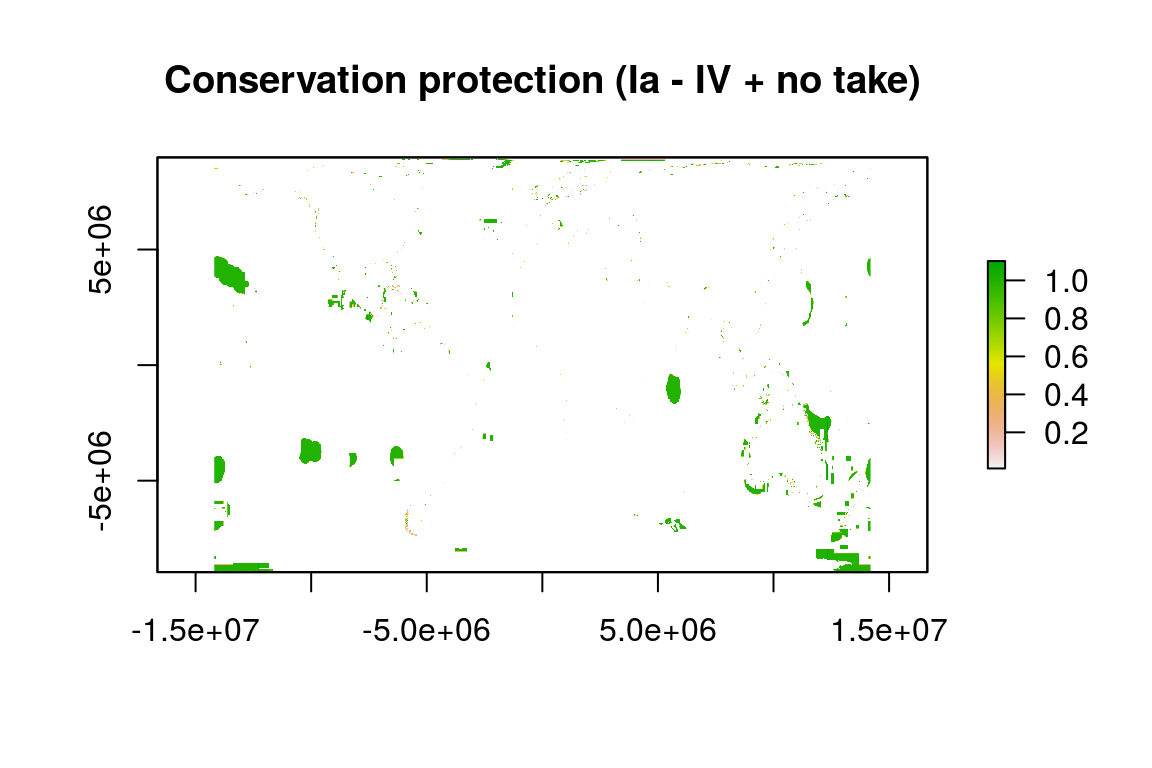 Conservation protection (Ia - IV + no take)
5e+06
-5e+06
-1.5e+07
-5.0e+06
5.0e+06
1.5e+07
1.0
0.8
0.6
0.4
0.2